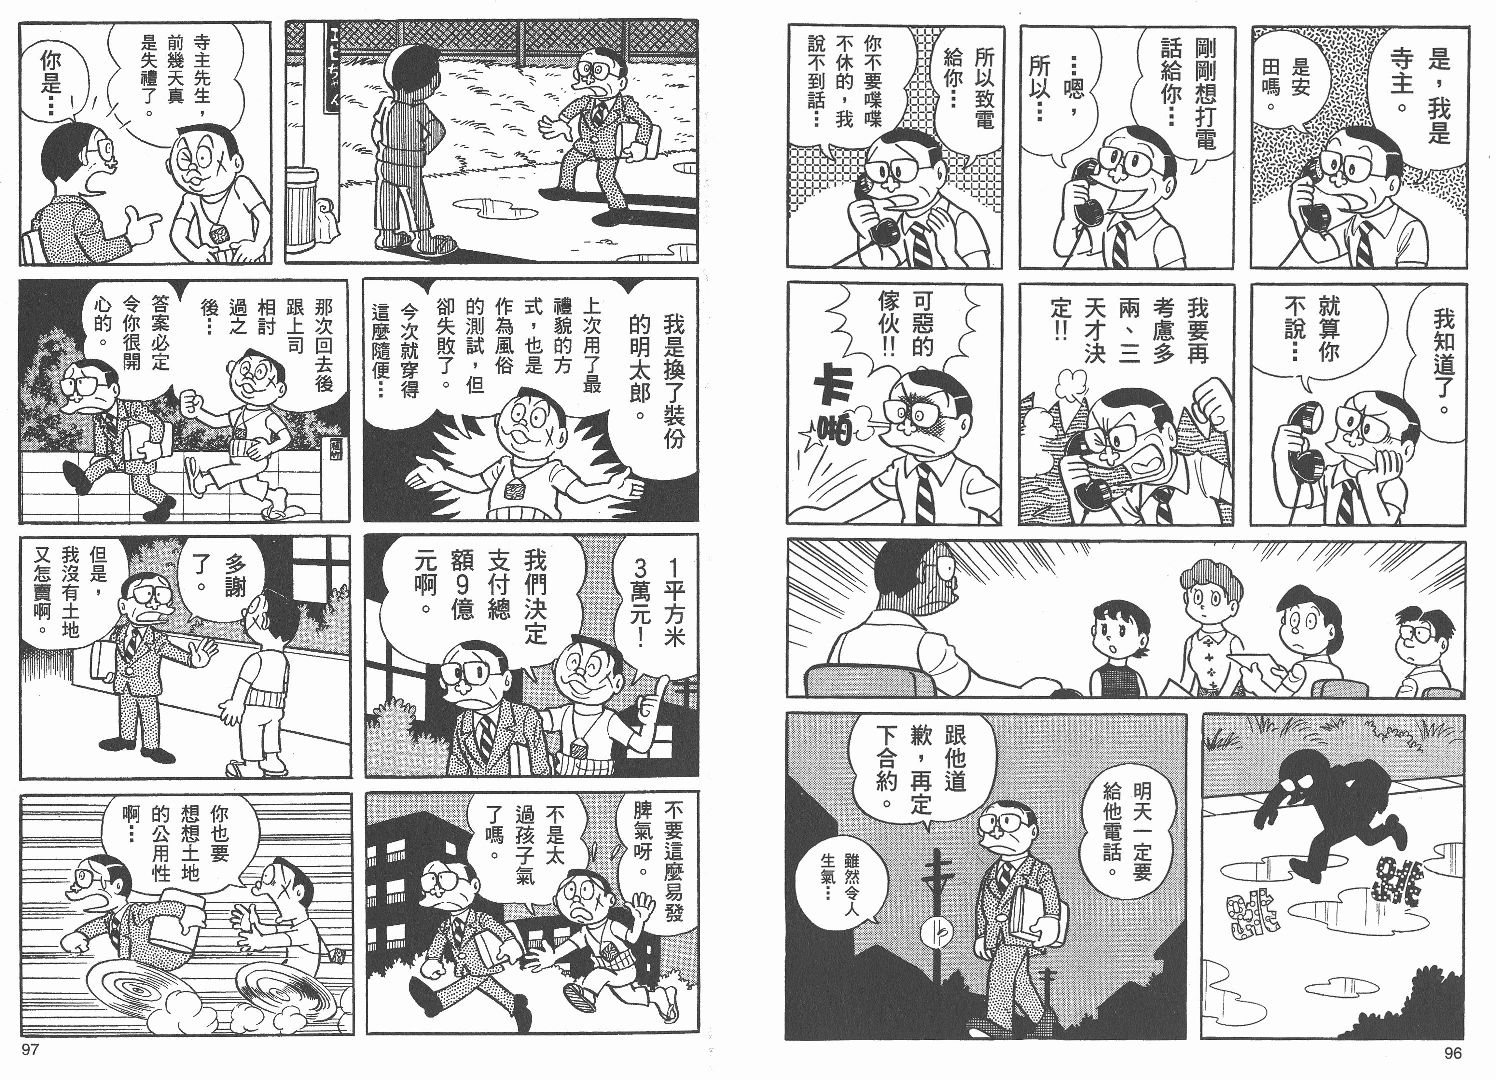 是，我是
寺主。
是安
田嗎。
剛剛想打電
話給你…
…嗯，
所以…
所以致電
給你…
你不要喋喋
不休的，我
說不到話…
我知道了。
就算你
不說…
我要再
考慮多
兩、三
天才決
定!!
可惡的
傢伙!!
卡
啪
明天一定要
給他電話。
跟他道
歉，再定
下合約。
雖然令人
生氣…
96
寺主先生，
前幾天真
是失禮了。
你是…
我是換了裝份
的明太郎。
上次用了最
禮貌的方
式，也是
作為風俗
的測試，但
卻失敗了。
今次就穿得
這麼隨便…
那次回去後
跟上司
相討
過之
後…
答案必定
令你很開
心的。
1平方米
3萬元！
我們決定
支付總
額9億
元啊。
多謝
了。
但是，
我沒有土地
又怎賣啊。
不要這麼易發
脾氣呀。
不是太
過孩子氣
了嗎。
你也要
想想土地
的公用性
啊…
97